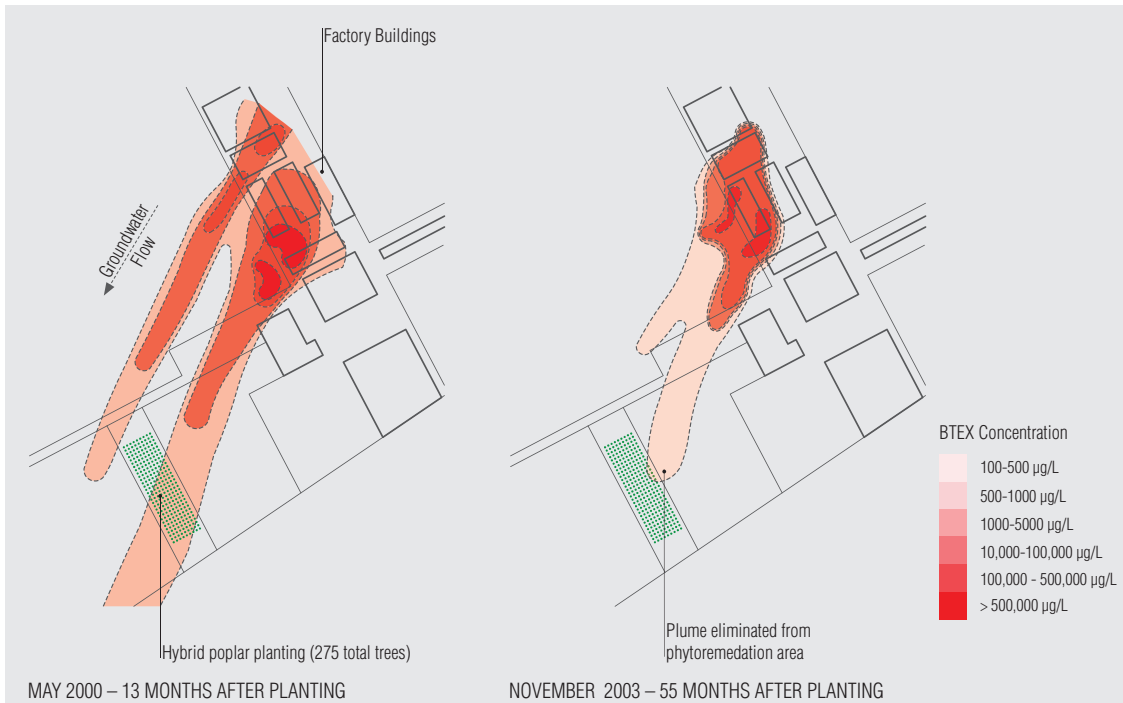 Factory Buildings
Groundwater
Flow
BTEX Concentration
100-500 µg/L
500-1000 µg/L
1000-5000 µg/L
10,000-100,000 µg/L
100,000 - 500,000 µg/L
> 500,000 µg/L
Plume eliminated from
phytoremedation area
Hybrid poplar planting (275 total trees)
MAY 2000 – 13 MONTHS AFTER PLANTING
NOVEMBER 2003 – 55 MONTHS AFTER PLANTING